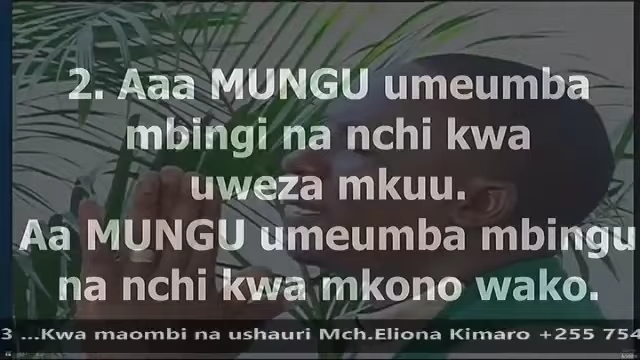 2. Aaa MUNGU umeumba
mbingi na nchi kwa
uweza mkuu.
Aa MUNGU umeumba mbingu
na nchi kwa mkono wako.
3 ...Kwa maombi na ushauri Mch.Eliona Kimaro +255 754